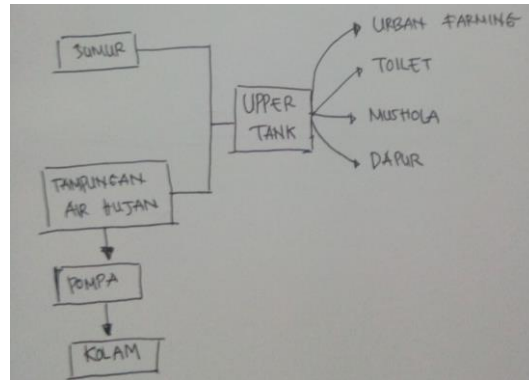 SUMUR
UPPER
TANK
URBAN FARMING
TOILET
MUSHOLA
DAPUR
TAMPUNGAN
AIR HUJAN
POMPA
KOLAM